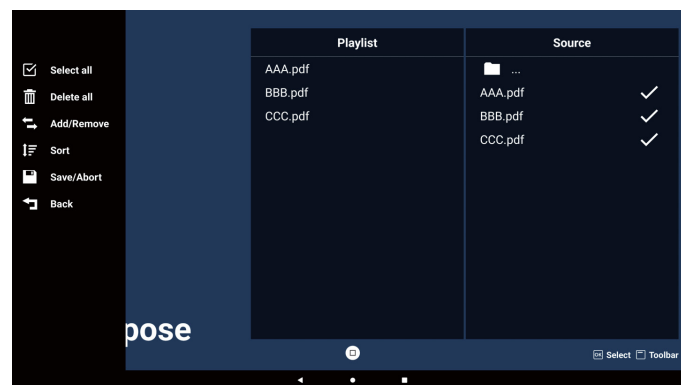 Select all
Delete all
Add/Remove
Sort
Save/Abort
Back
Playlist
AAA.pdf
BBB.pdf
CCC.pdf
Source
...
AAA.pdf
BBB.pdf
CCC.pdf
pose
OK Select Toolbar